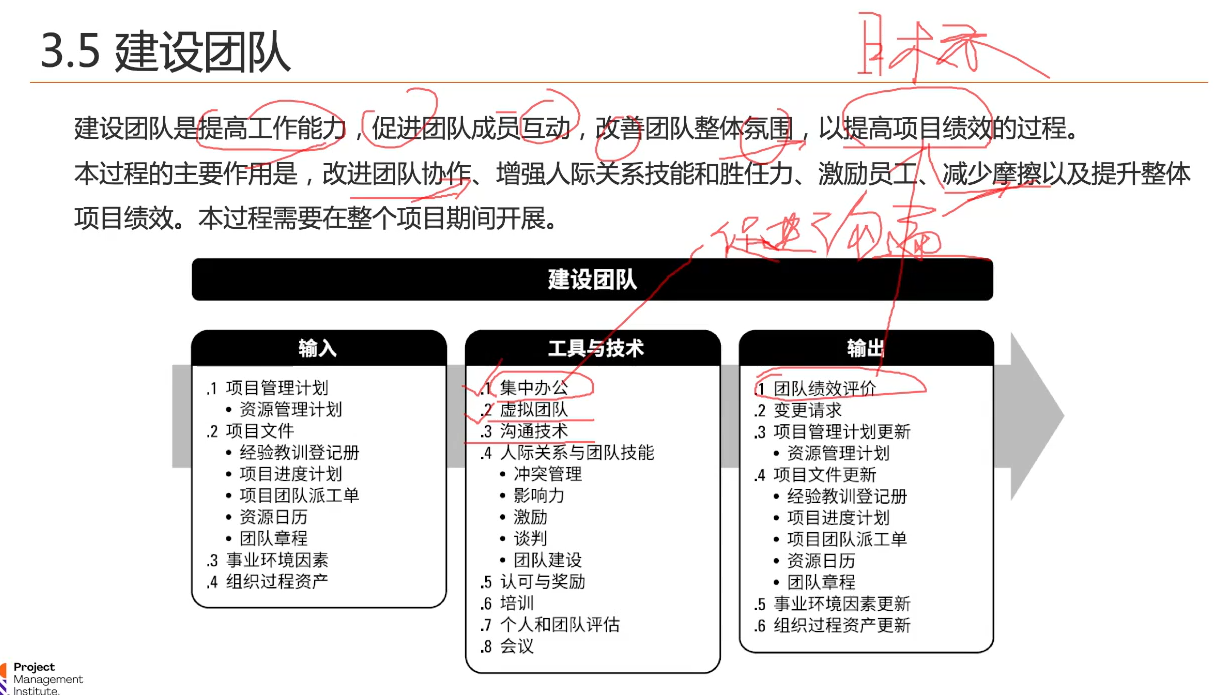 3.5 建设团队
目标
建设团队是提高工作能力，促进团队成员互动，改善团队整体氛围，以提高项目绩效的过程。
本过程的主要作用是，改进团队协作、增强人际关系技能和胜任力、激励员工、减少摩擦以及提升整体
项目绩效。本过程需要在整个项目期间开展。
促进沟通
建设团队
输入
.1 项目管理计划
• 资源管理计划
.2 项目文件
• 经验教训登记册
• 项目进度计划
• 项目团队派工单
• 资源日历
• 团队章程
.3 事业环境因素
.4 组织过程资产
工具与技术
.1 集中办公
.2 虚拟团队
.3 沟通技术
.4 人际关系与团队技能
• 冲突管理
• 影响力
• 激励
• 谈判
• 团队建设
.5 认可与奖励
.6 培训
.7 个人和团队评估
.8 会议
输出
.1 团队绩效评价
.2 变更请求
.3 项目管理计划更新
• 资源管理计划
.4 项目文件更新
• 经验教训登记册
• 项目进度计划
• 项目团队派工单
• 资源日历
• 团队章程
.5 事业环境因素更新
.6 组织过程资产更新
Project
Management
Institute.